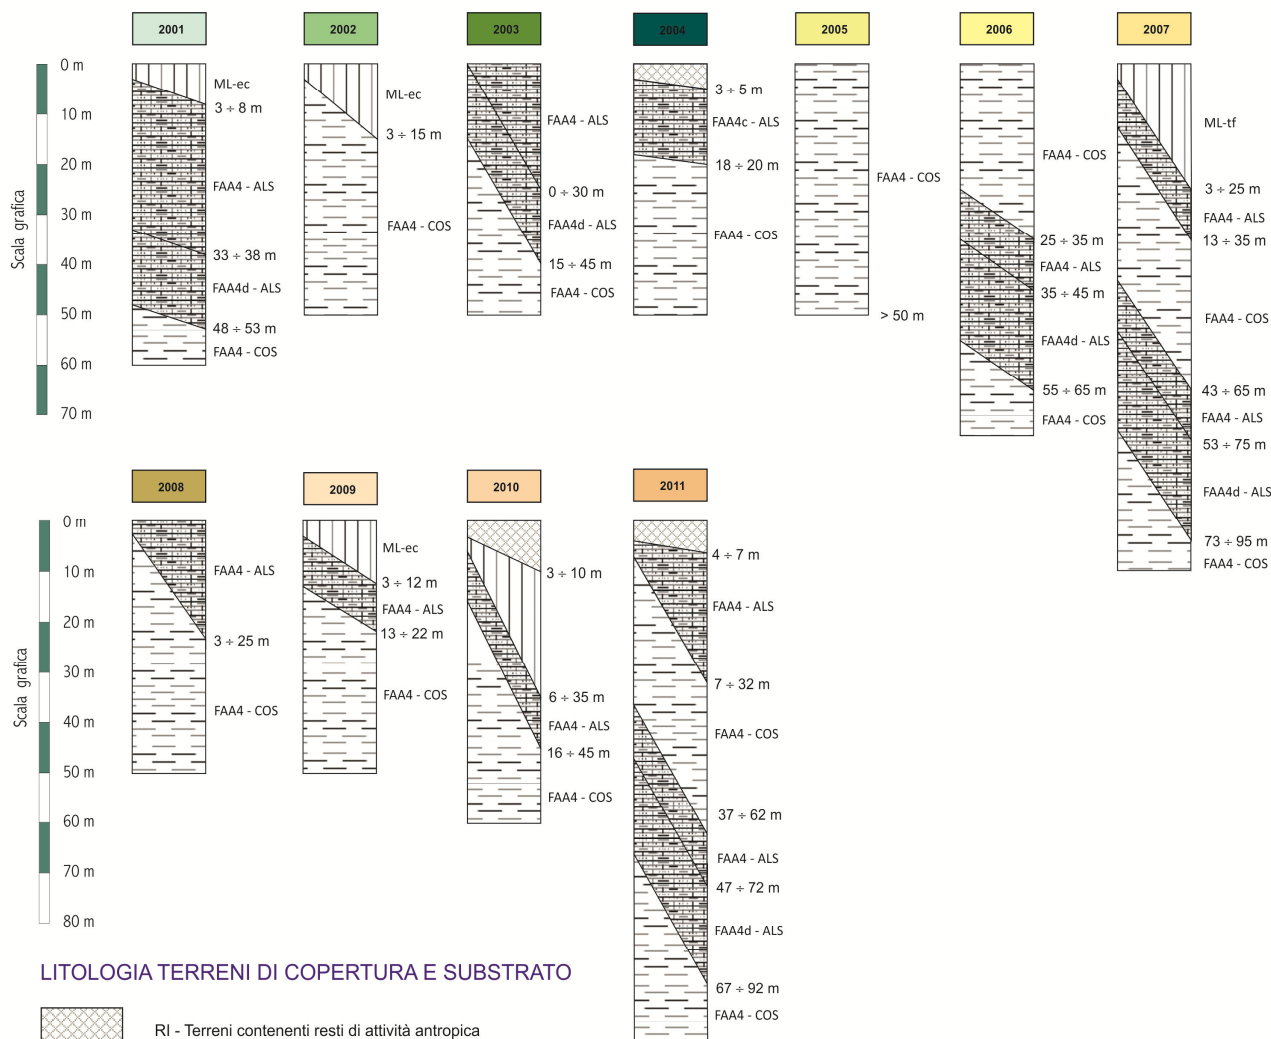 2001
2002
2003
2004
2005
2006
2007
Scala grafica
0 m
10 m
20 m
30 m
40 m
50 m
60 m
70 m
ML-ec
3 ÷ 8 m
FAA4 - ALS
33 ÷ 38 m
FAA4d - ALS
48 ÷ 53 m
FAA4 - COS
ML-ec
3 ÷ 15 m
FAA4 - COS
FAA4 - ALS
0 ÷ 30 m
FAA4d - ALS
15 ÷ 45 m
FAA4 - COS
3 ÷ 5 m
FAA4c - ALS
18 ÷ 20 m
FAA4 - COS
FAA4 - COS
> 50 m
FAA4 - COS
25 ÷ 35 m
FAA4 - ALS
35 ÷ 45 m
FAA4d - ALS
55 ÷ 65 m
FAA4 - COS
ML-tf
3 ÷ 25 m
FAA4 - ALS
13 ÷ 35 m
FAA4 - COS
43 ÷ 65 m
FAA4 - ALS
53 ÷ 75 m
FAA4d - ALS
73 ÷ 95 m
FAA4 - COS
2008
2009
2010
2011
Scala grafica
0 m
10 m
20 m
30 m
40 m
50 m
60 m
70 m
80 m
FAA4 - ALS
3 ÷ 25 m
FAA4 - COS
ML-ec
3 ÷ 12 m
FAA4 - ALS
13 ÷ 22 m
FAA4 - COS
3 ÷ 10 m
6 ÷ 35 m
FAA4 - ALS
16 ÷ 45 m
FAA4 - COS
4 ÷ 7 m
FAA4 - ALS
7 ÷ 32 m
FAA4 - COS
37 ÷ 62 m
FAA4 - ALS
47 ÷ 72 m
FAA4d - ALS
67 ÷ 92 m
FAA4 - COS
LITOLOGIA TERRENI DI COPERTURA E SUBSTRATO
RI - Terreni contenenti resti di attività antropica